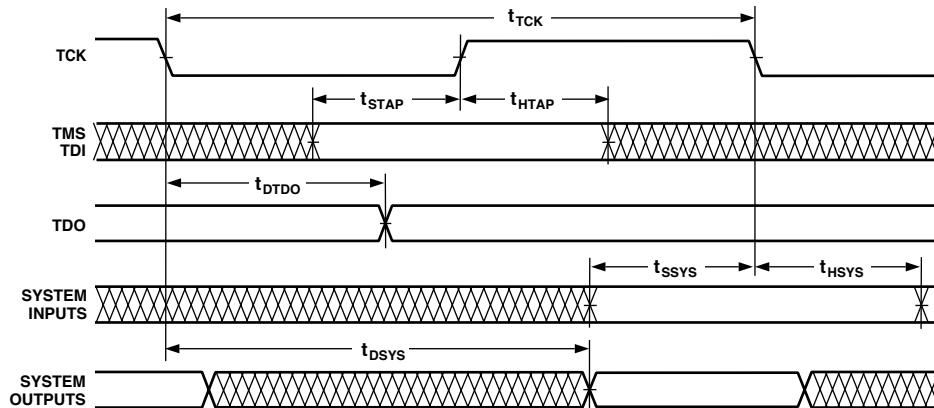 tTCK
TCK
tSTAP
tHTAP
TMS
TDI
tDTDO
TDO
tSSYS
tHSYS
SYSTEM
INPUTS
tDSYS
SYSTEM
OUTPUTS